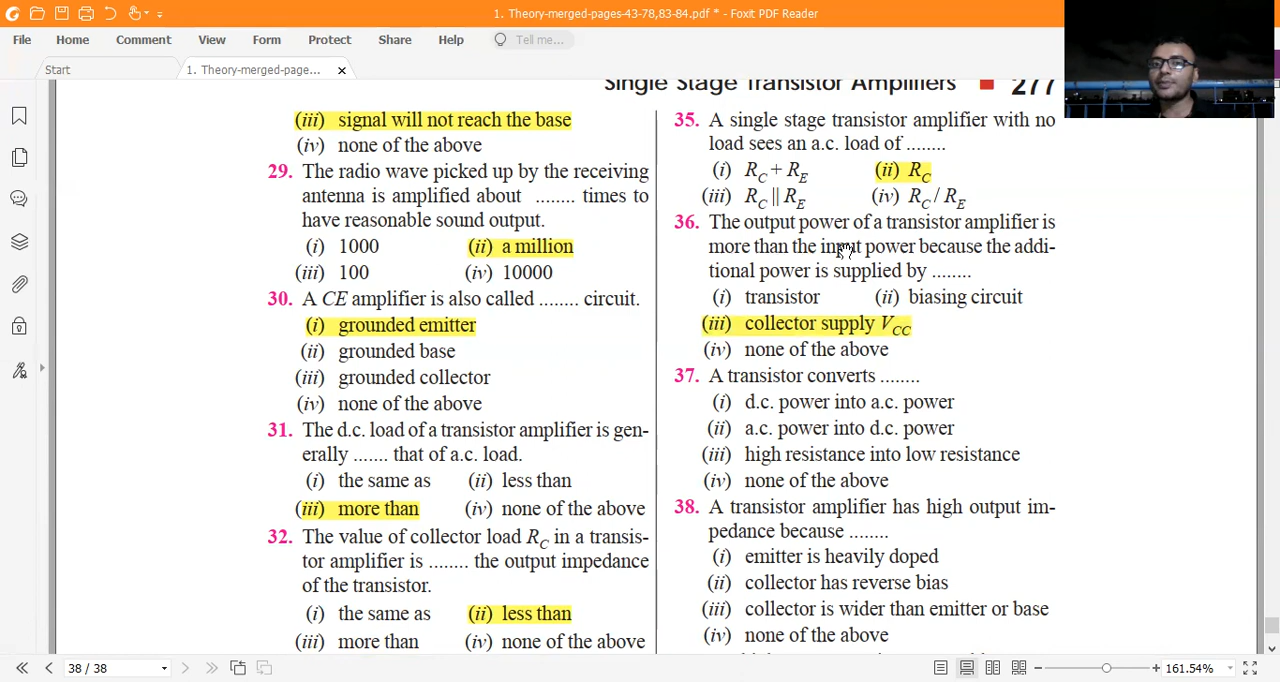 1. Theory-merged-pages-43-78,83-84.pdf * - Foxit PDF Reader
File Home Comment View Form Protect Share Help Tell me...
Start 1. Theory-merged-page...
Single Stage Transistor Amplifiers ■ 277
(iii) signal will not reach the base
(iv) none of the above
29. The radio wave picked up by the receiving
antenna is amplified about ........ times to
have reasonable sound output.
(i) 1000 (ii) a million
(iii) 100 (iv) 10000
30. A CE amplifier is also called ........ circuit.
(i) grounded emitter
(ii) grounded base
(iii) grounded collector
(iv) none of the above
31. The d.c. load of a transistor amplifier is gen-
erally ....... that of a.c. load.
(i) the same as (ii) less than
(iii) more than (iv) none of the above
32. The value of collector load R_C in a transis-
tor amplifier is ........ the output impedance
of the transistor.
(i) the same as (ii) less than
(iii) more than (iv) none of the above
35. A single stage transistor amplifier with no
load sees an a.c. load of ........
(i) R_C + R_E (ii) R_C
(iii) R_C || R_E (iv) R_C / R_E
36. The output power of a transistor amplifier is
more than the input power because the addi-
tional power is supplied by ........
(i) transistor (ii) biasing circuit
(iii) collector supply V_CC
(iv) none of the above
37. A transistor converts ........
(i) d.c. power into a.c. power
(ii) a.c. power into d.c. power
(iii) high resistance into low resistance
(iv) none of the above
38. A transistor amplifier has high output im-
pedance because ........
(i) emitter is heavily doped
(ii) collector has reverse bias
(iii) collector is wider than emitter or base
(iv) none of the above
38 / 38 161.54%